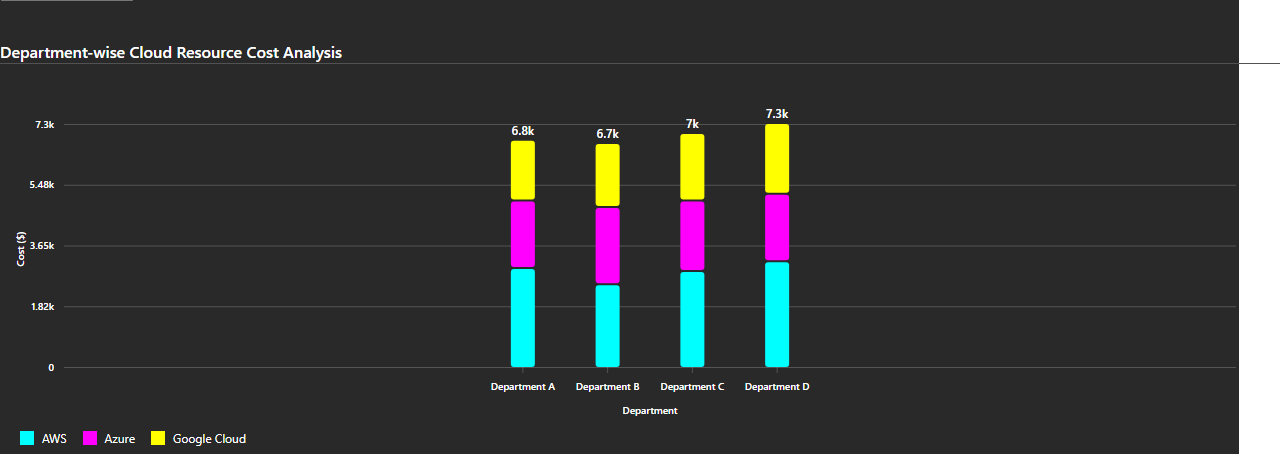 Department-wise Cloud Resource Cost Analysis
7.3k
6.8k
6.7k
7k
7.3k
5.48k
3.65k
1.82k
0
Cost ($)
Department A
Department B
Department C
Department D
Department
AWS
Azure
Google Cloud